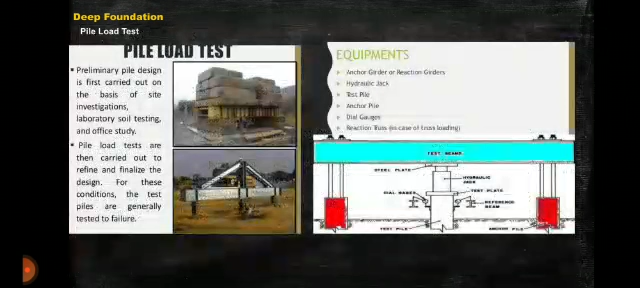 Deep Foundation
Pile Load Test
PILE LOAD TEST
▪ Preliminary pile design
is first carried out on
the basis of site
investigations,
laboratory soil testing,
and office study.
▪ Pile load tests are
then carried out to
refine and finalize the
design. For these
conditions, the test
piles are generally
tested to failure.
EQUIPMENTS
Anchor Girder or Reaction Girders
Hydraulic Jack
Test Pile
Anchor Pile
Dial Gauges
Reaction Truss (in case of truss loading)
TEST BEAMS
STEEL PLATE
HYDRAULIC
JACK
DIAL GAGES
TEST PLATE
REFERENCE
BEAM
TEST PILE
ANCHOR PILE